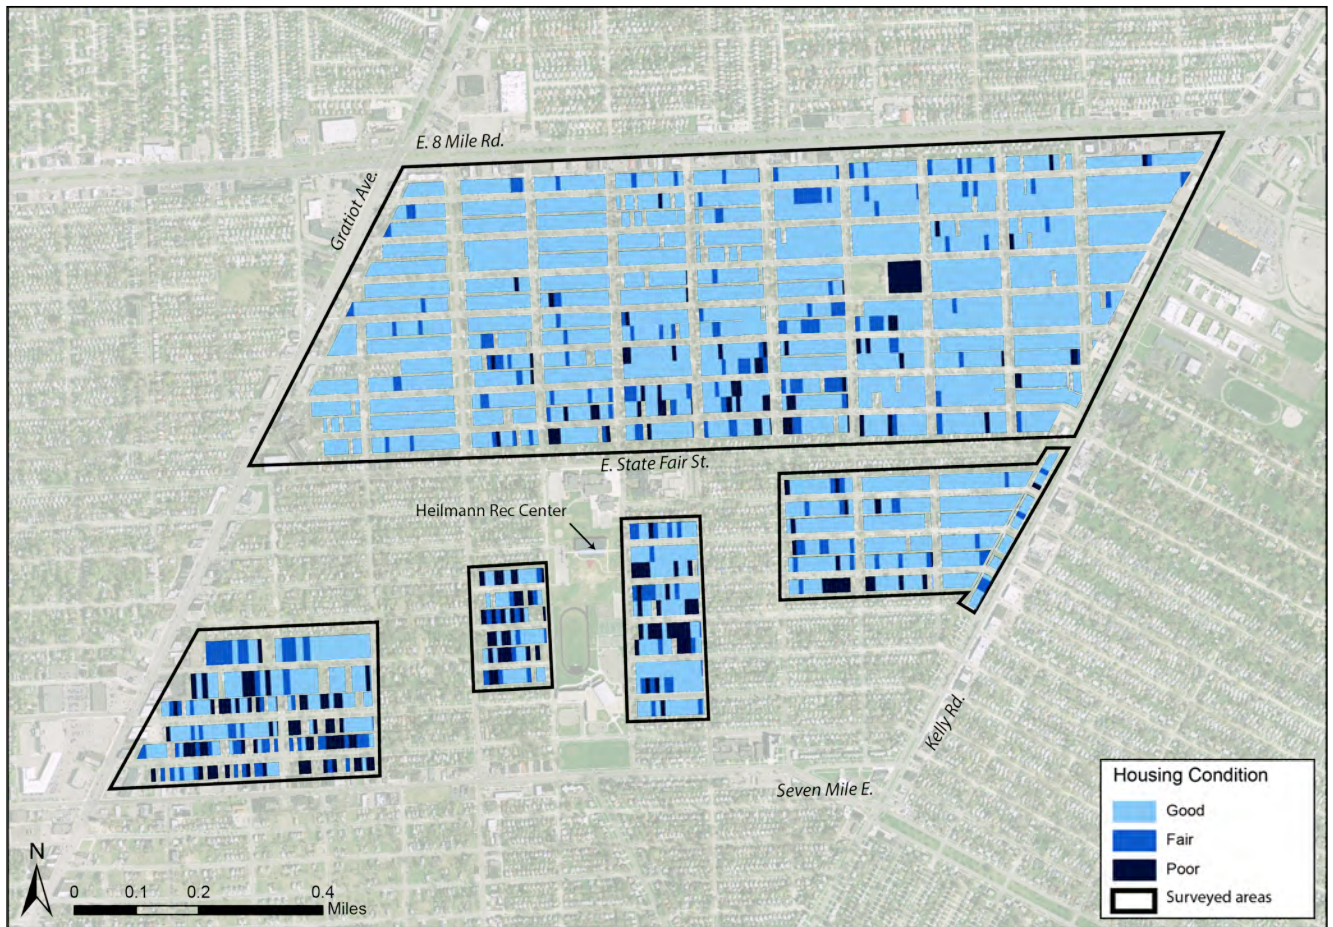 E. 8 Mile Rd.
Gratiot Ave.
E. State Fair St.
Heilmann Rec Center
Kelly Rd.
Seven Mile E.
Housing Condition
Good
Fair
Poor
Surveyed areas
N
0 0.1 0.2 0.4
Miles